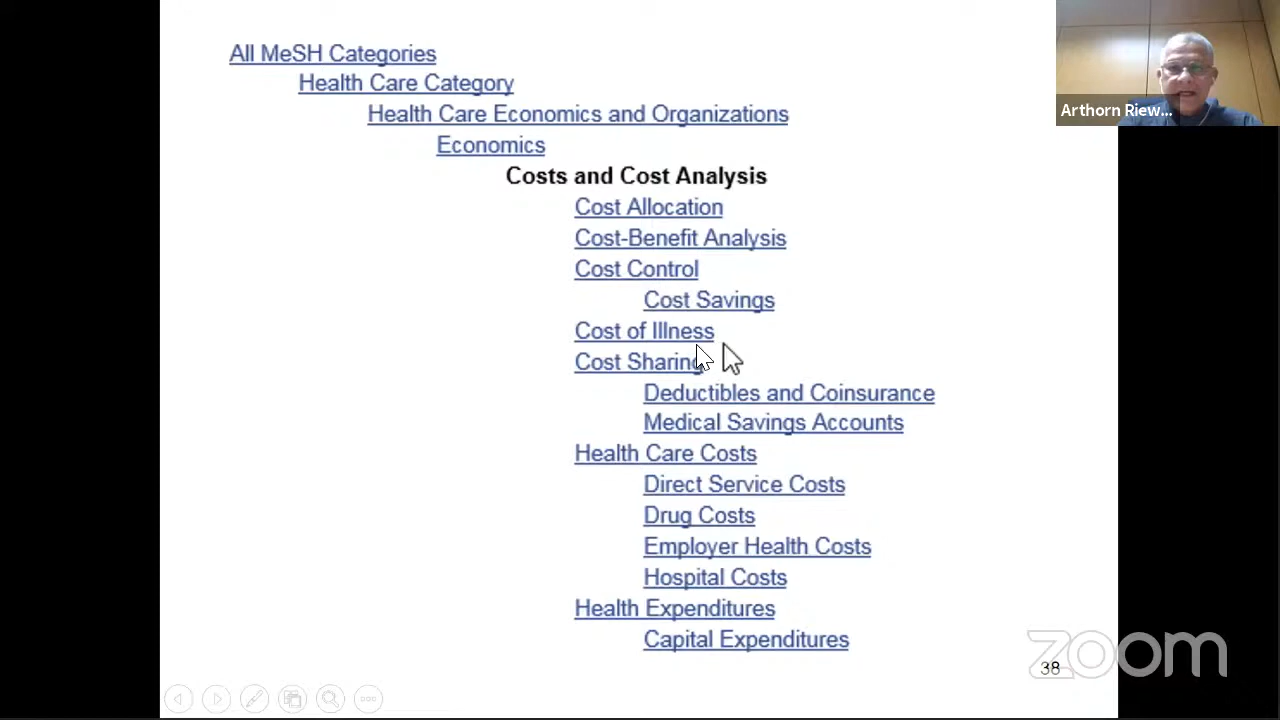 All MeSH Categories
Health Care Category
Health Care Economics and Organizations
Economics
Costs and Cost Analysis
Cost Allocation
Cost-Benefit Analysis
Cost Control
Cost Savings
Cost of Illness
Cost Sharing
Deductibles and Coinsurance
Medical Savings Accounts
Health Care Costs
Direct Service Costs
Drug Costs
Employer Health Costs
Hospital Costs
Health Expenditures
Capital Expenditures
38
Arthorn Riew...
zoom